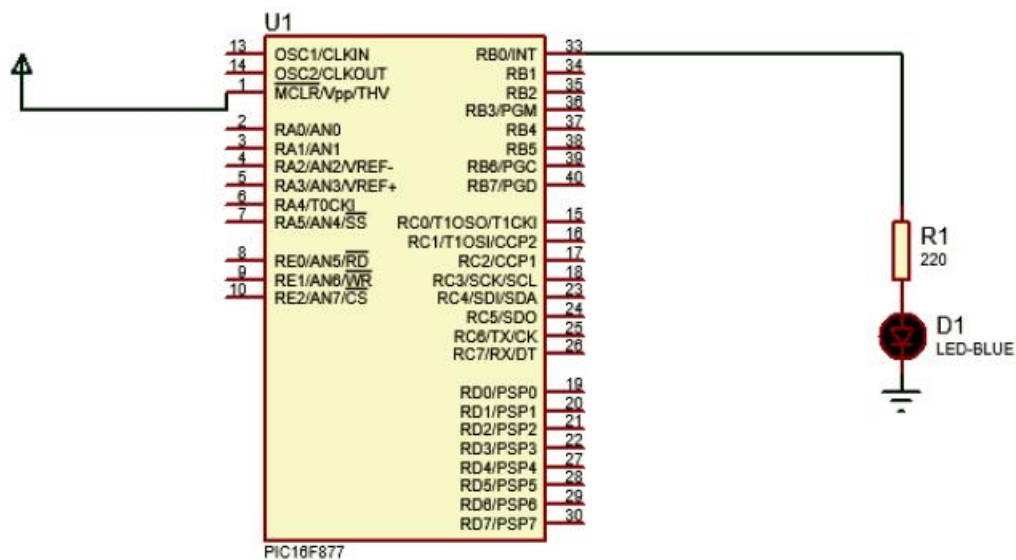 U1
13 OSC1/CLKIN RB0/INT 33
14 OSC2/CLKOUT RB1 34
1 MCLR/Vpp/THV RB2 35
RB3/PGM 36
2 RA0/AN0 RB4 37
3 RA1/AN1 RB5 38
4 RA2/AN2/VREF- RB6/PGC 39
5 RA3/AN3/VREF+ RB7/PGD 40
6 RA4/T0CKI
7 RA5/AN4/SS RC0/T1OSO/T1CKI 15
RC1/T1OSI/CCP2 16
8 RE0/AN5/RD RC2/CCP1 17
9 RE1/AN6/WR RC3/SCK/SCL 18
10 RE2/AN7/CS RC4/SDI/SDA 23
RC5/SDO 24
RC6/TX/CK 25
RC7/RX/DT 26
RD0/PSP0 19
RD1/PSP1 20
RD2/PSP2 21
RD3/PSP3 22
RD4/PSP4 27
RD5/PSP5 28
RD6/PSP6 29
RD7/PSP7 30
PIC16F877
R1
220
D1
LED-BLUE